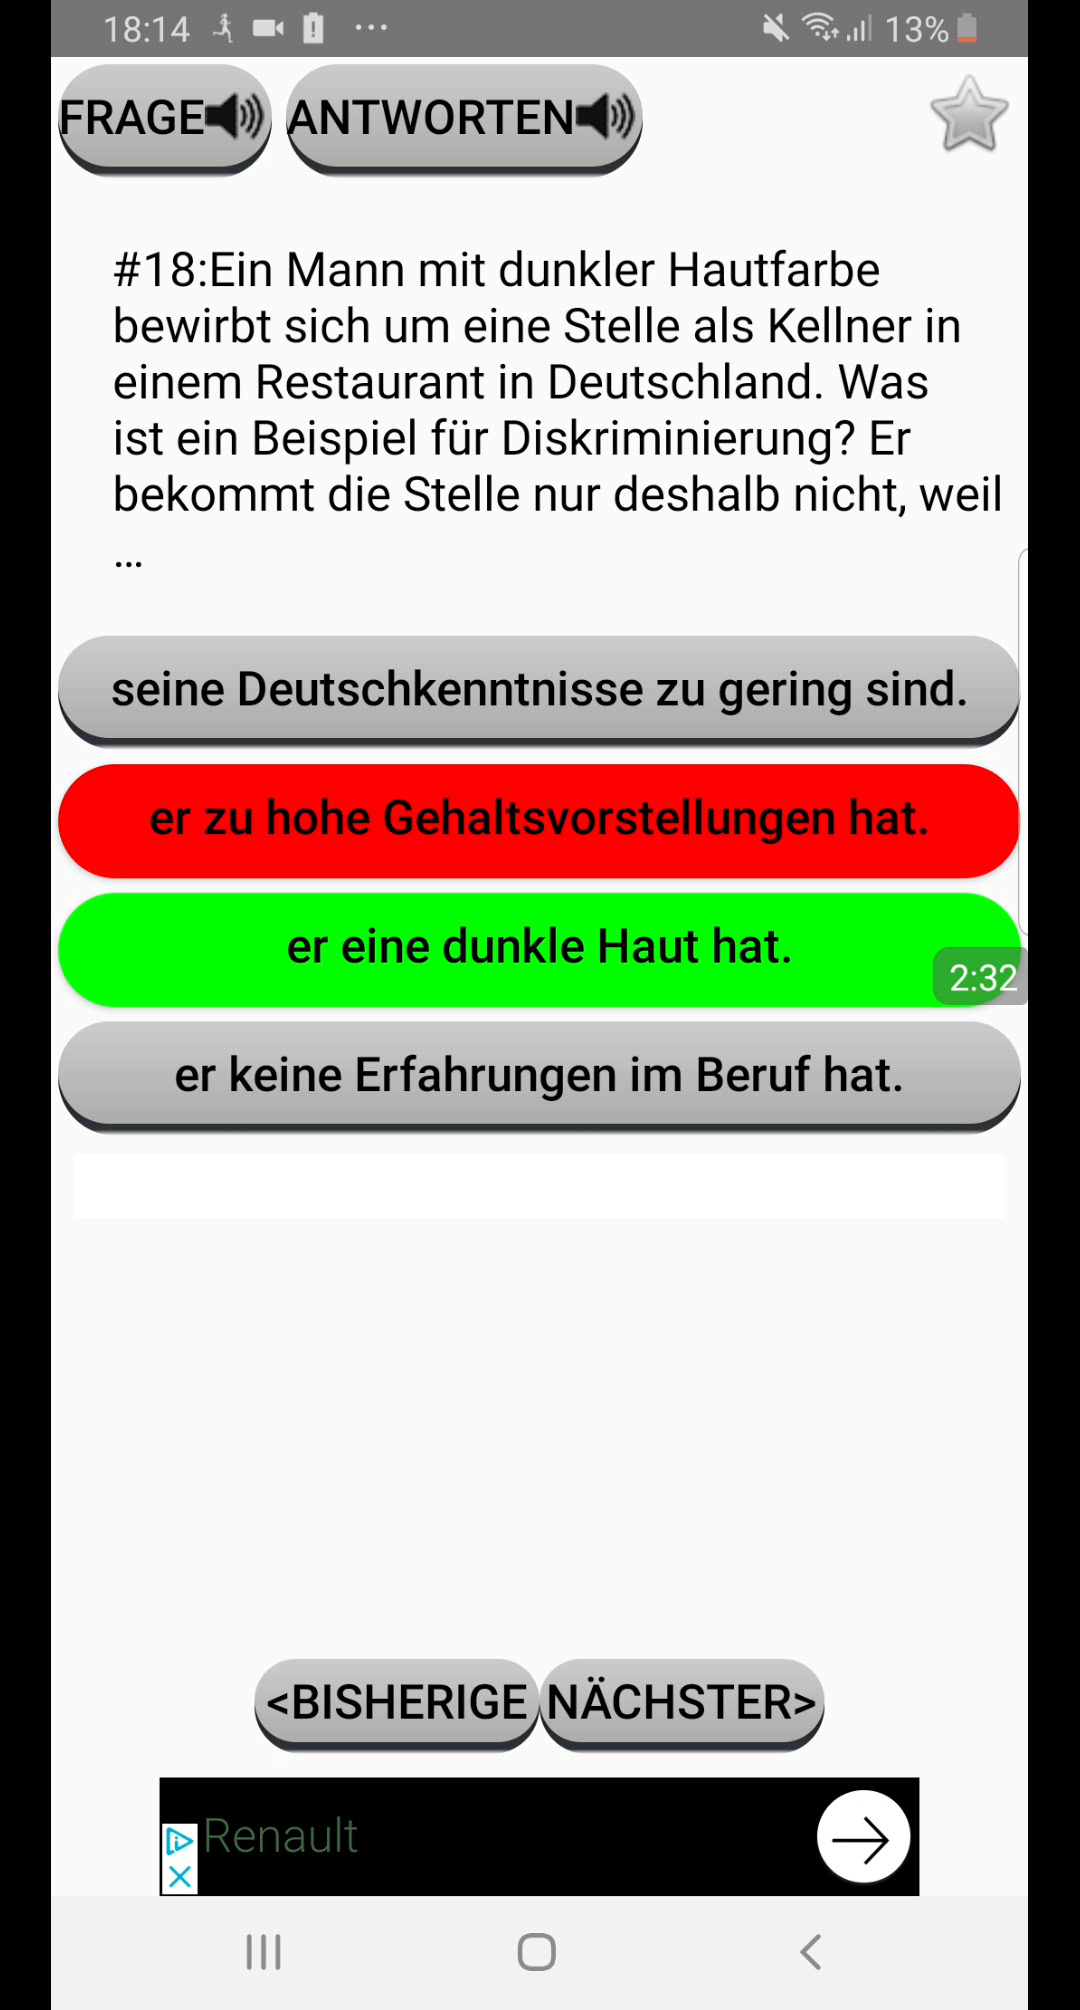 18:14 13%
FRAGE ANTWORTEN
#18:Ein Mann mit dunkler Hautfarbe
bewirbt sich um eine Stelle als Kellner in
einem Restaurant in Deutschland. Was
ist ein Beispiel für Diskriminierung? Er
bekommt die Stelle nur deshalb nicht, weil
...
seine Deutschkenntnisse zu gering sind.
er zu hohe Gehaltsvorstellungen hat.
er eine dunkle Haut hat.
2:32
er keine Erfahrungen im Beruf hat.
<BISHERIGE NÄCHSTER>
Renault